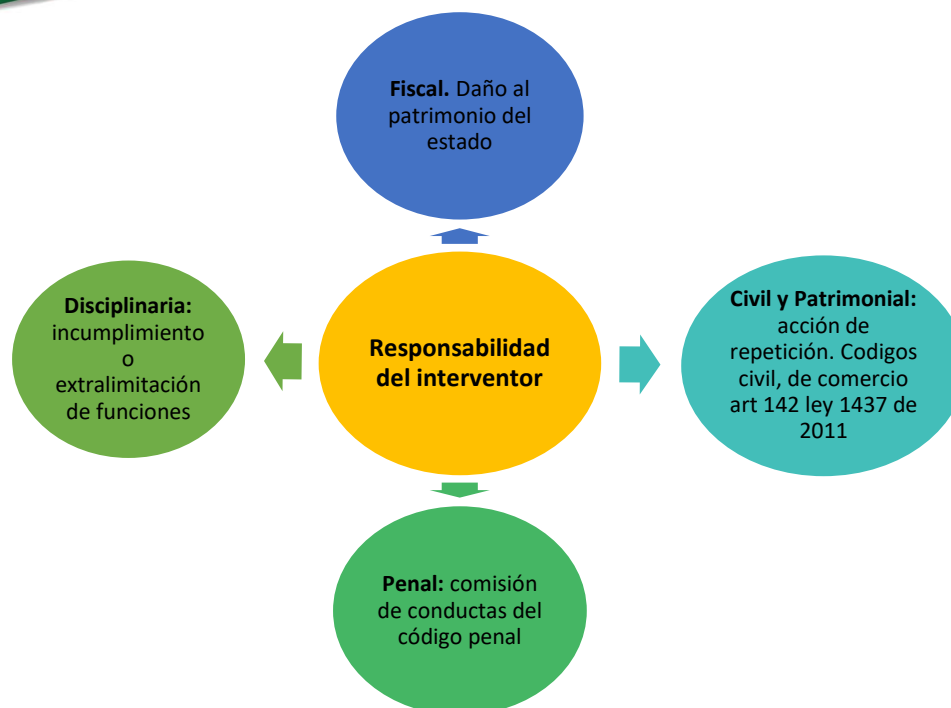 Fiscal. Daño al
patrimonio del
estado
Disciplinaria:
incumplimiento
o
extralimitación
de funciones
Responsabilidad
del interventor
Civil y Patrimonial:
acción de
repetición. Codigos
civil, de comercio
art 142 ley 1437 de
2011
Penal: comisión
de conductas del
código penal